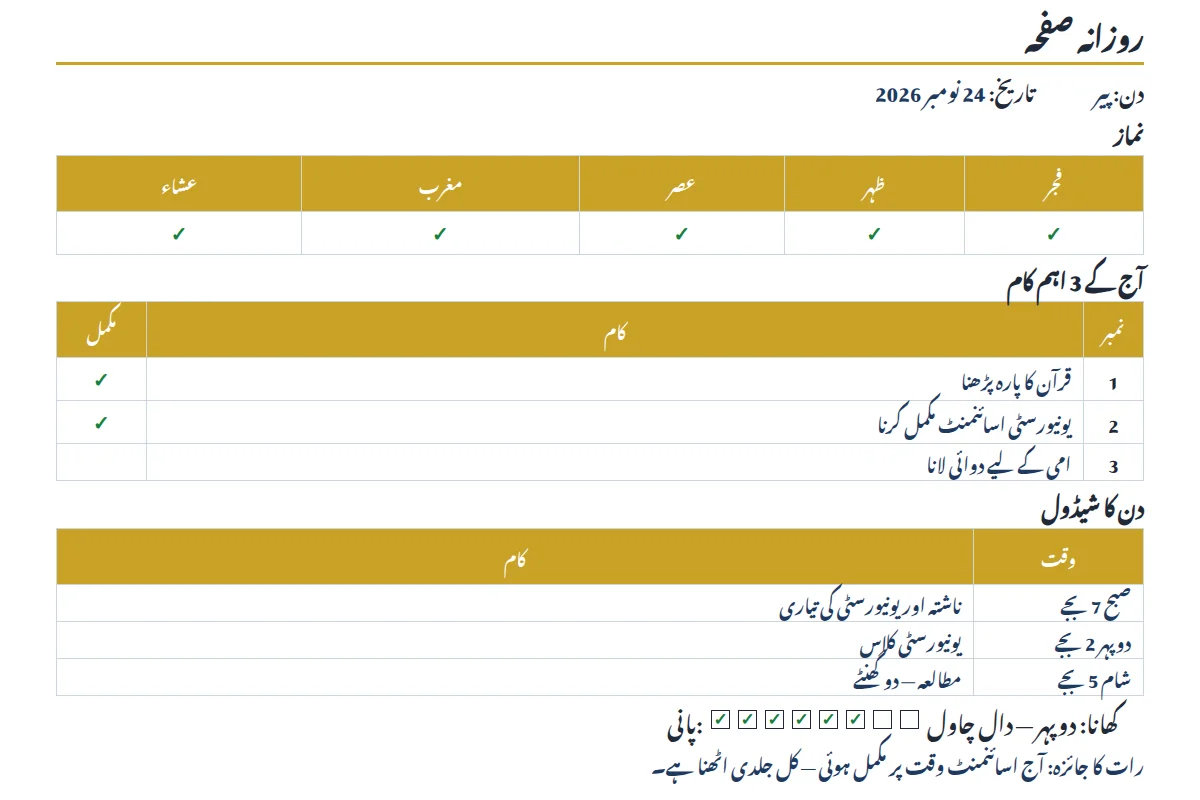 روزانہ صفحہ
دن: پیر تاریخ: 24 نومبر 2026
نماز
فجر ظہر عصر مغرب عشاء
✓ ✓ ✓ ✓ ✓
آج کے 3 اہم کام
نمبر کام مکمل
1 قرآن کا پارہ پڑھنا ✓
2 یونیورسٹی اسائنمنٹ مکمل کرنا ✓
3 امی کے لیے دوائی لانا
دن کا شیڈول
وقت کام
صبح 7 بجے ناشتہ اور یونیورسٹی کی تیاری
دوپہر 2 بجے یونیورسٹی کلاس
شام 5 بجے مطالعہ — دو گھنٹے
کھانا: دوپہر — دال چاول ☐ ☐ ☑ ☑ ☑ ☑ ☑ ☑ :پانی
رات کا جائزہ: آج اسائنمنٹ وقت پر مکمل ہوئی — کل جلدی اٹھنا ہے۔